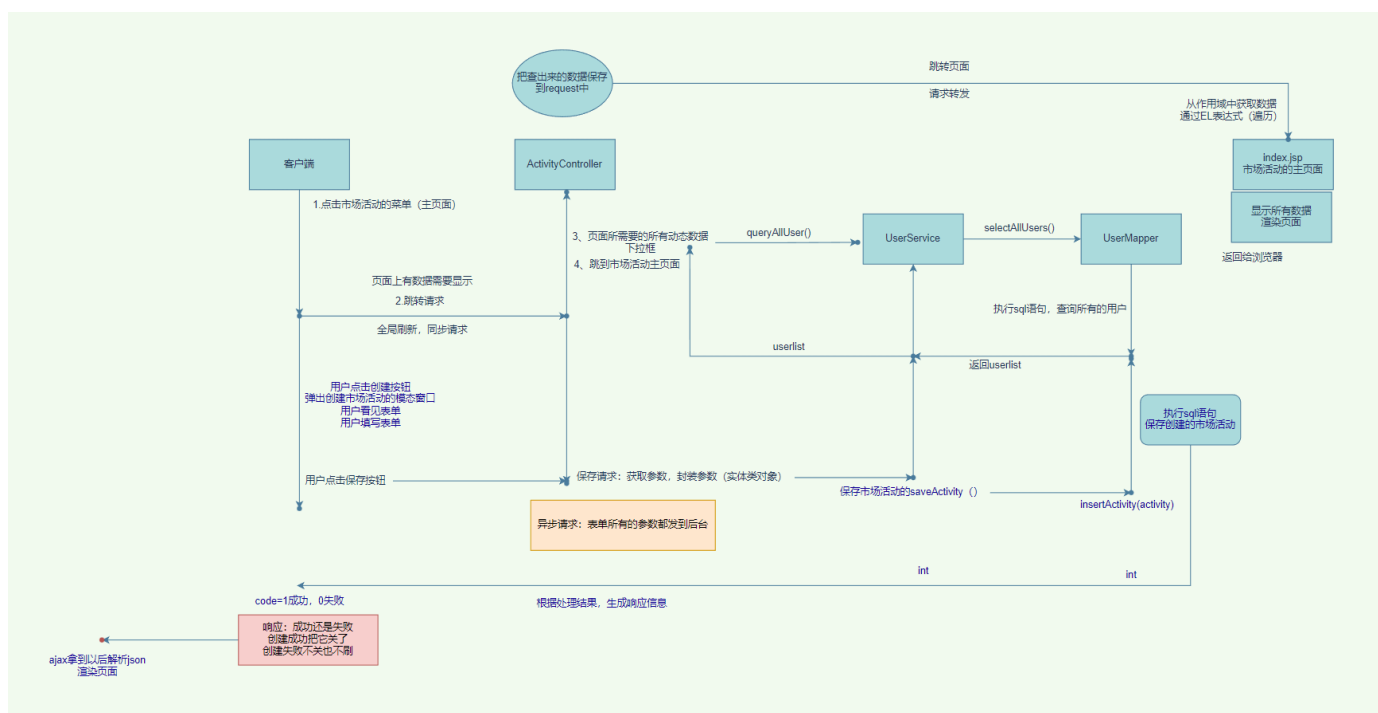 把查出来的数据保存
到request中
跳转页面
请求转发
从作用域中获取数据
通过EL表达式（遍历）
客户端
ActivityController
index.jsp
市场活动的主页面
1.点击市场活动的菜单（主页面）
显示所有数据
渲染页面
返回给浏览器
3、页面所需要的所有动态数据
下拉框
4、跳到市场活动主页面
queryAllUser()
UserService
selectAllUsers()
UserMapper
页面上有数据需要显示
2.跳转请求
全局刷新，同步请求
执行sql语句，查询所有的用户
userlist
返回userlist
用户点击创建按钮
弹出创建市场活动的模态窗口
用户看见表单
用户填写表单
执行sql语句
保存创建的市场活动
用户点击保存按钮
保存请求：获取参数，封装参数（实体类对象）
保存市场活动的saveActivity（）
insertActivity(activity)
异步请求：表单所有的参数都发到后台
int
int
code=1成功，0失败
根据处理结果，生成响应信息
响应：成功还是失败
创建成功把它关了
创建失败不关也不刷
ajax拿到以后解析json
渲染页面